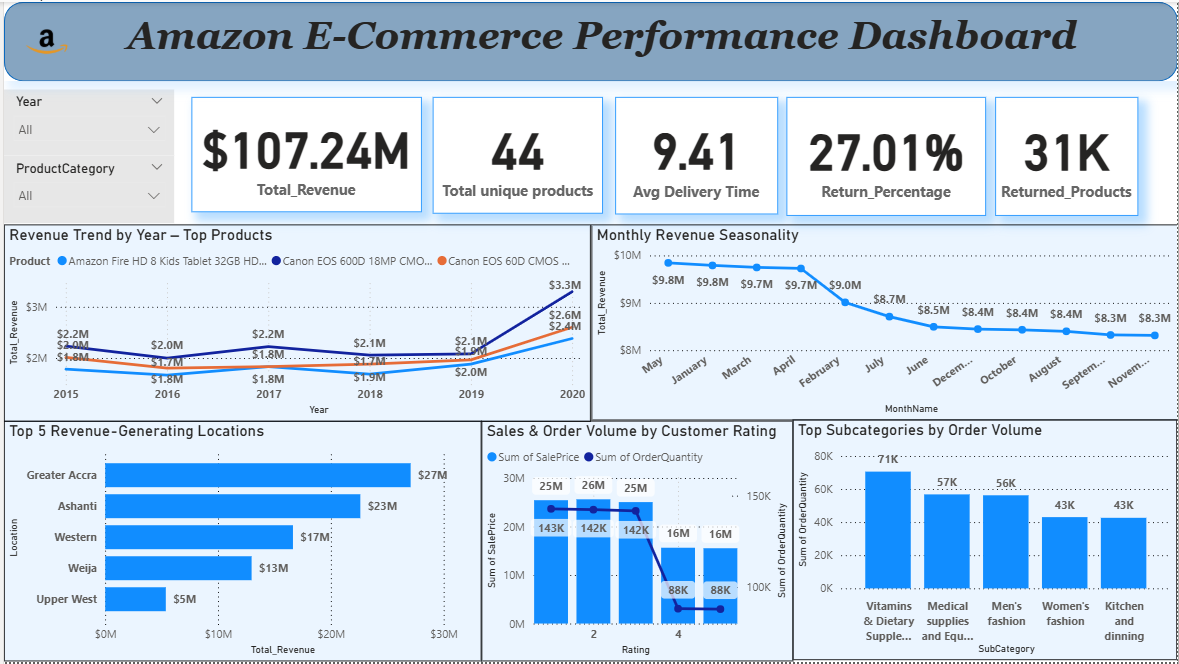 a
Amazon E-Commerce Performance Dashboard
Year
All
ProductCategory
All
$107.24M
Total_Revenue
44
Total unique products
9.41
Avg Delivery Time
27.01%
Return_Percentage
31K
Returned_Products
Revenue Trend by Year – Top Products
Product Amazon Fire HD 8 Kids Tablet 32GB HD... Canon EOS 600D 18MP CMO... Canon EOS 60D CMOS ...
Total_Revenue
$3M
$2M
$2.2M
$2.0M
$1.8M
$2.0M
$1.7M
$1.8M
$2.2M
$1.8M
$1.8M
$2.1M
$1.7M
$1.9M
$2.1M
$1.9M
$2.0M
$3.3M
$2.6M
$2.4M
2015 2016 2017 2018 2019 2020
Year
Monthly Revenue Seasonality
Total_Revenue
$10M
$9M
$8M
$9.8M $9.8M $9.7M $9.7M $9.0M $8.7M $8.5M $8.4M $8.4M $8.4M $8.3M $8.3M
May January March April February July June Decem... October August Septem... Novem...
MonthName
Top 5 Revenue-Generating Locations
Location
Greater Accra $27M
Ashanti $23M
Western $17M
Weija $13M
Upper West $5M
$0M $10M $20M $30M
Total_Revenue
Sales & Order Volume by Customer Rating
Sum of SalePrice Sum of OrderQuantity
Sum of SalePrice
30M
20M
10M
0M
25M 26M 25M 16M 16M
143K 142K 142K 88K 88K
150K
100K
Sum of OrderQuantity
2 4
Rating
Top Subcategories by Order Volume
Sum of OrderQuantity
80K
60K
40K
20K
0K
71K 57K 56K 43K 43K
Vitamins Medical Men's Women's Kitchen
& Dietary supplies fashion fashion and
Supple... and Equ... dinning
SubCategory